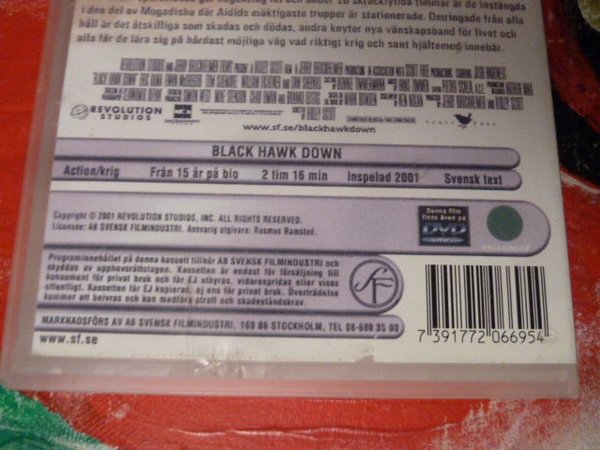 i den del av Mogadishu där Aidids mäktigaste trupper är stationerade. Omringade från alla
håll är det åtskilliga som skadas och dödas, andra knyter nya vänskapsband för livet och
alla får de lära sig på hårdast möjliga väg vad riktigt krig och sant hjältemod innebär.
REVOLUTION
STUDIOS
www.sf.se/blackhawkdown
BLACK HAWK DOWN
Action/krig Från 15 år på bio 2 tim 16 min Inspelad 2001 Svensk text
Copyright © 2001 REVOLUTION STUDIOS, INC. ALL RIGHTS RESERVED.
Licensee: AB SVENSK FILMINDUSTRI. Ansvarig utgivare: Rasmus Ramstad.
Denna film
finns även på
DVD
PRISGRUPP
Programinnehållet på denna kassett tillhör AB SVENSK FILMINDUSTRI och
skyddas av upphovsrättslagen. Kassetten är endast för försäljning till
konsument för privat bruk och får EJ uthyras, vidarespridas eller visas
offentligt. Kassetten får EJ kopieras, ej ens för privat bruk. Överträdelse
kommer att beivras och kan medföra straff och skadeståndskrav.
SF
MARKNADSFÖRS AV AB SVENSK FILMINDUSTRI, 169 86 STOCKHOLM, TEL 08-680 35 00
www.sf.se
7 391772 066954